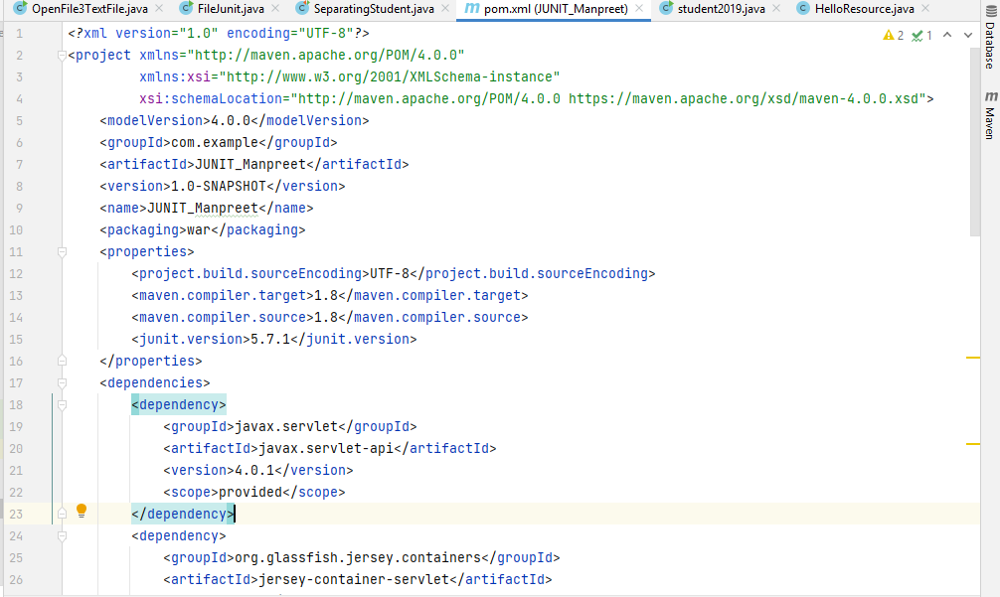 OpenFile3TextFile.java FileJunit.java SeparatingStudent.java pom.xml (JUNIT_Manpreet) student2019.java HelloResource.java
2 1
Database
Maven
1 <?xml version="1.0" encoding="UTF-8"?>
2 <project xmlns="http://maven.apache.org/POM/4.0.0"
3 xmlns:xsi="http://www.w3.org/2001/XMLSchema-instance"
4 xsi:schemaLocation="http://maven.apache.org/POM/4.0.0 https://maven.apache.org/xsd/maven-4.0.0.xsd">
5 <modelVersion>4.0.0</modelVersion>
6 <groupId>com.example</groupId>
7 <artifactId>JUNIT_Manpreet</artifactId>
8 <version>1.0-SNAPSHOT</version>
9 <name>JUNIT_Manpreet</name>
10 <packaging>war</packaging>
11 <properties>
12 <project.build.sourceEncoding>UTF-8</project.build.sourceEncoding>
13 <maven.compiler.target>1.8</maven.compiler.target>
14 <maven.compiler.source>1.8</maven.compiler.source>
15 <junit.version>5.7.1</junit.version>
16 </properties>
17 <dependencies>
18 <dependency>
19 <groupId>javax.servlet</groupId>
20 <artifactId>javax.servlet-api</artifactId>
21 <version>4.0.1</version>
22 <scope>provided</scope>
23 </dependency>
24 <dependency>
25 <groupId>org.glassfish.jersey.containers</groupId>
26 <artifactId>jersey-container-servlet</artifactId>